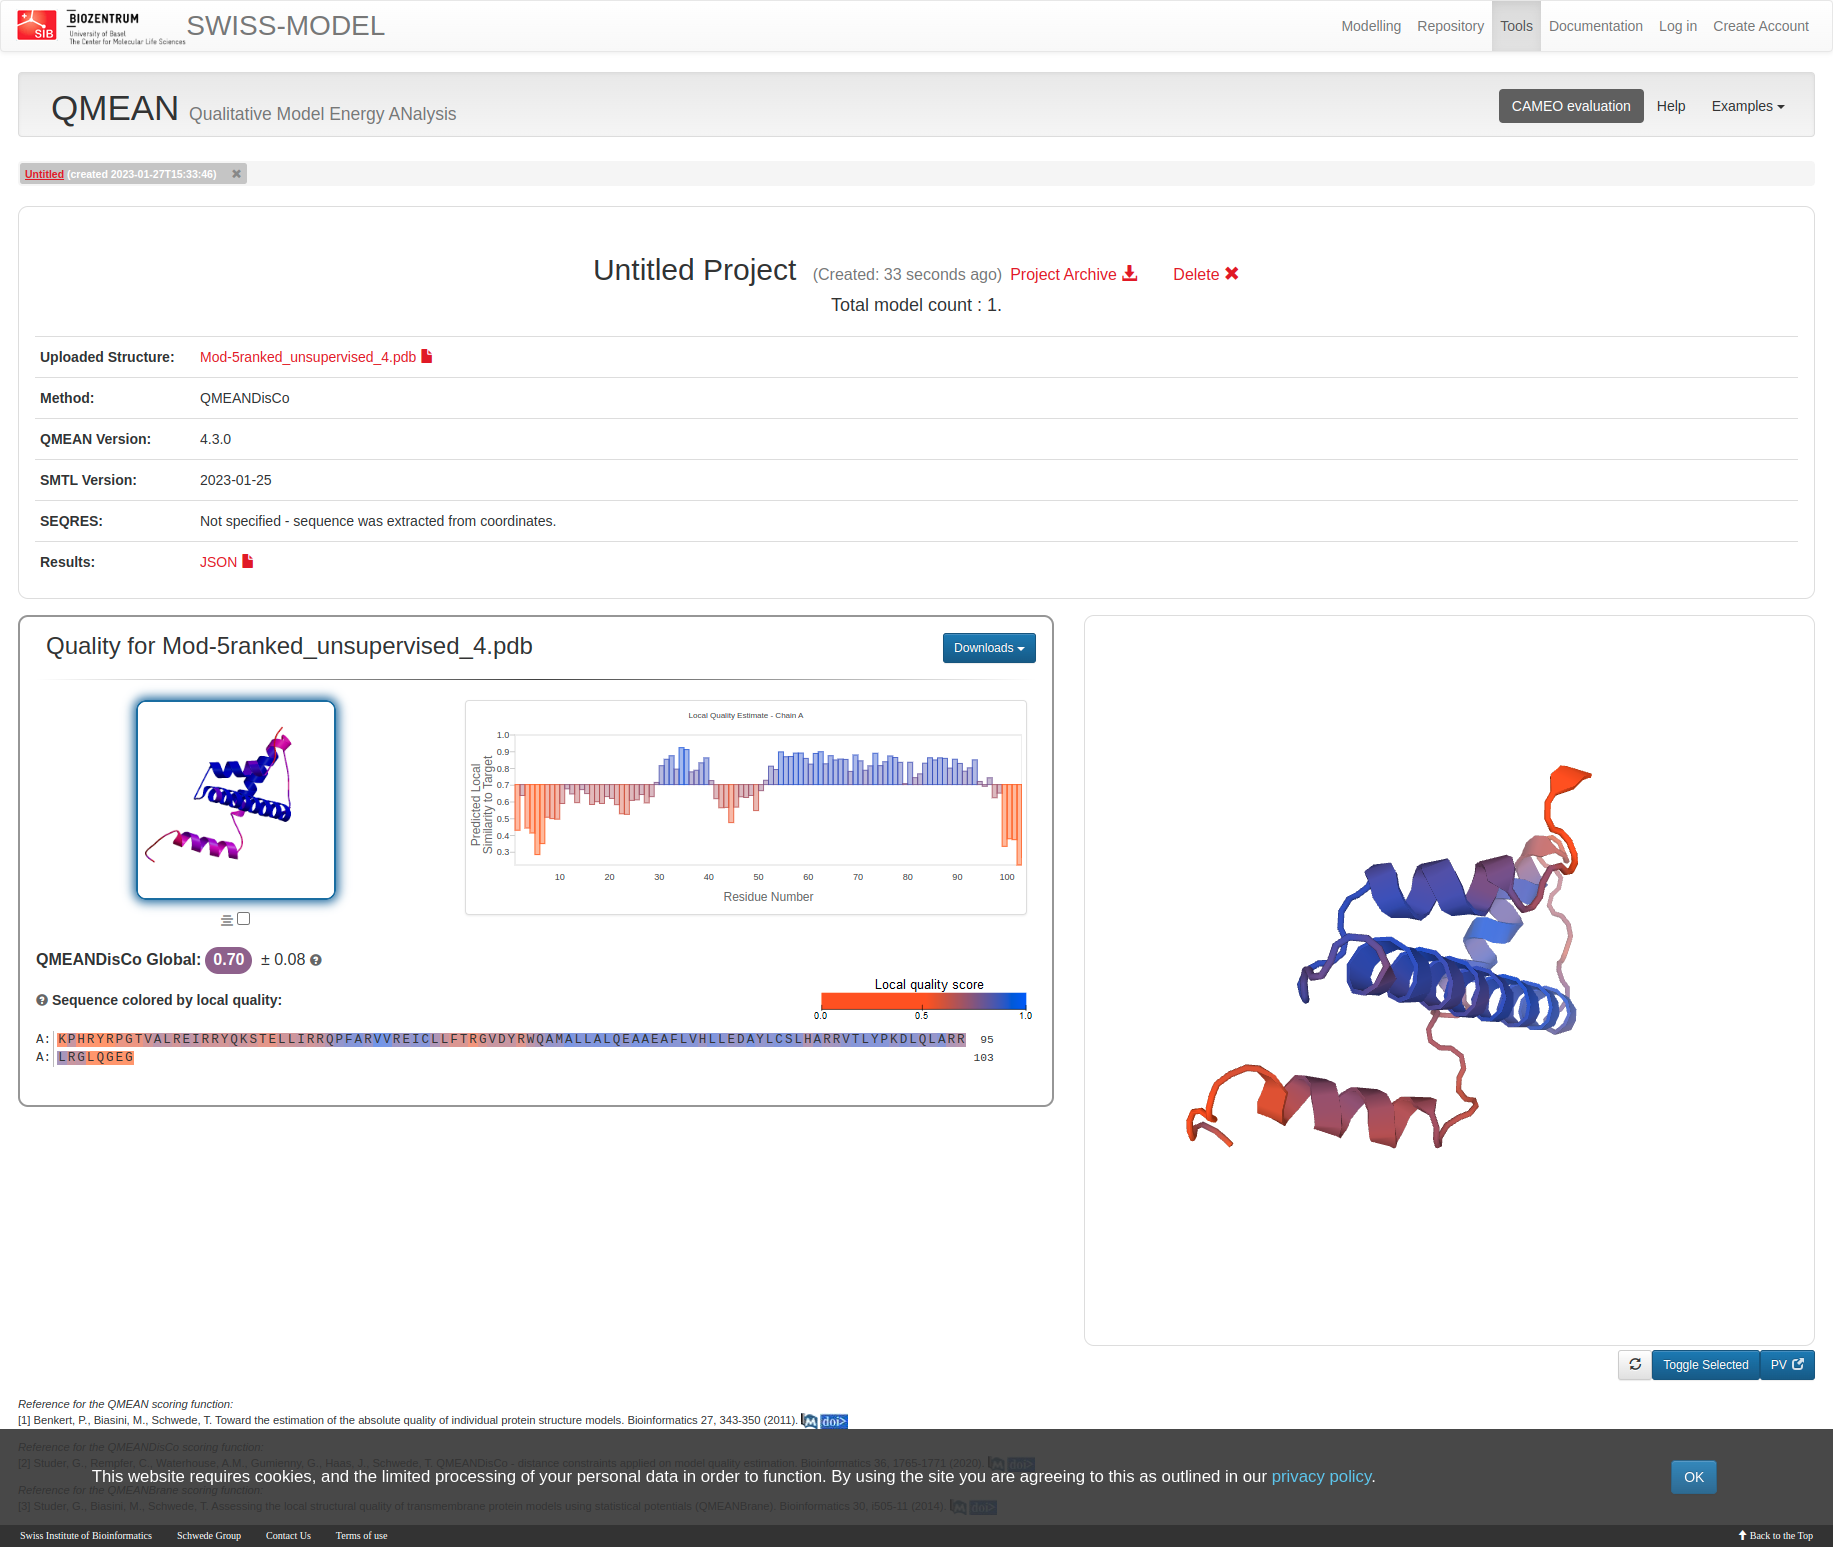 SIB
BIOZENTRUM
University of Basel
The Center for Molecular Life Sciences
SWISS-MODEL
Modelling Repository Tools Documentation Log in Create Account
QMEAN Qualitative Model Energy ANalysis
CAMEO evaluation Help Examples
Untitled (created 2023-01-27T15:33:46) ✖
Untitled Project (Created: 33 seconds ago) Project Archive Delete ✖
Total model count : 1.
Uploaded Structure: Mod-5ranked_unsupervised_4.pdb
Method: QMEANDisCo
QMEAN Version: 4.3.0
SMTL Version: 2023-01-25
SEQRES: Not specified - sequence was extracted from coordinates.
Results: JSON
Quality for Mod-5ranked_unsupervised_4.pdb
Downloads
Local Quality Estimate - Chain A
Predicted Local
Similarity to Target
1.0
0.9
0.8
0.7
0.6
0.5
0.4
0.3
10 20 30 40 50 60 70 80 90 100
Residue Number
QMEANDisCo Global: 0.70 ± 0.08 ?
? Sequence colored by local quality:
Local quality score
0.0 0.5 1.0
A: KPHRYRPGTVALREIRRYQKSTELLIRRQPFARVVREICLLFTRGVDYRWQAMALLALQEAAEAFLVHLLEDAYLCSLHARRVTLYPKDLQLARR 95
A: LRGLQGEG 103
Toggle Selected PV
Reference for the QMEAN scoring function:
[1] Benkert, P., Biasini, M., Schwede, T. Toward the estimation of the absolute quality of individual protein structure models. Bioinformatics 27, 343-350 (2011). M doi>
Reference for the QMEANDisCo scoring function:
[2] Studer, G., Rempfer, C., Waterhouse, A.M., Gumienny, G., Haas, J., Schwede, T. QMEANDisCo - distance constraints applied on model quality estimation. Bioinformatics 36, 1765-1771 (2020). M doi>
This website requires cookies, and the limited processing of your personal data in order to function. By using the site you are agreeing to this as outlined in our privacy policy. OK
Reference for the QMEANBrane scoring function:
[3] Studer, G., Biasini, M., Schwede, T. Assessing the local structural quality of transmembrane protein models using statistical potentials (QMEANBrane). Bioinformatics 30, i505-11 (2014). M doi>
Swiss Institute of Bioinformatics Schwede Group Contact Us Terms of use Back to the Top